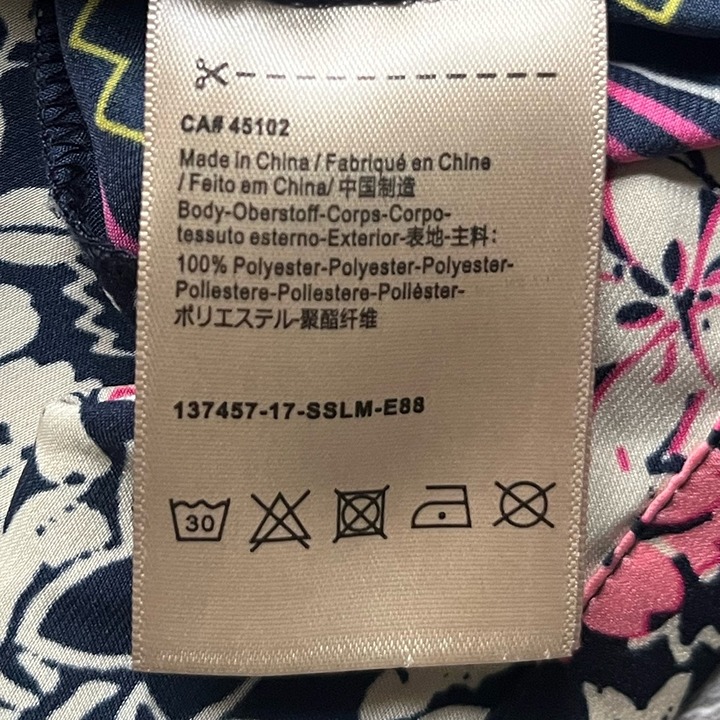 CA# 45102
Made in China / Fabriqué en Chine
/ Feito em China/ 中国制造
Body-Oberstoff-Corps-Corpo-
tessuto esterno-Exterior-表地-主料:
100% Polyester-Polyester-Polyester-
Poliestere-Poliestere-Poliéster-
ポリエステル-聚酯纤维
137457-17-SSLM-E88
30